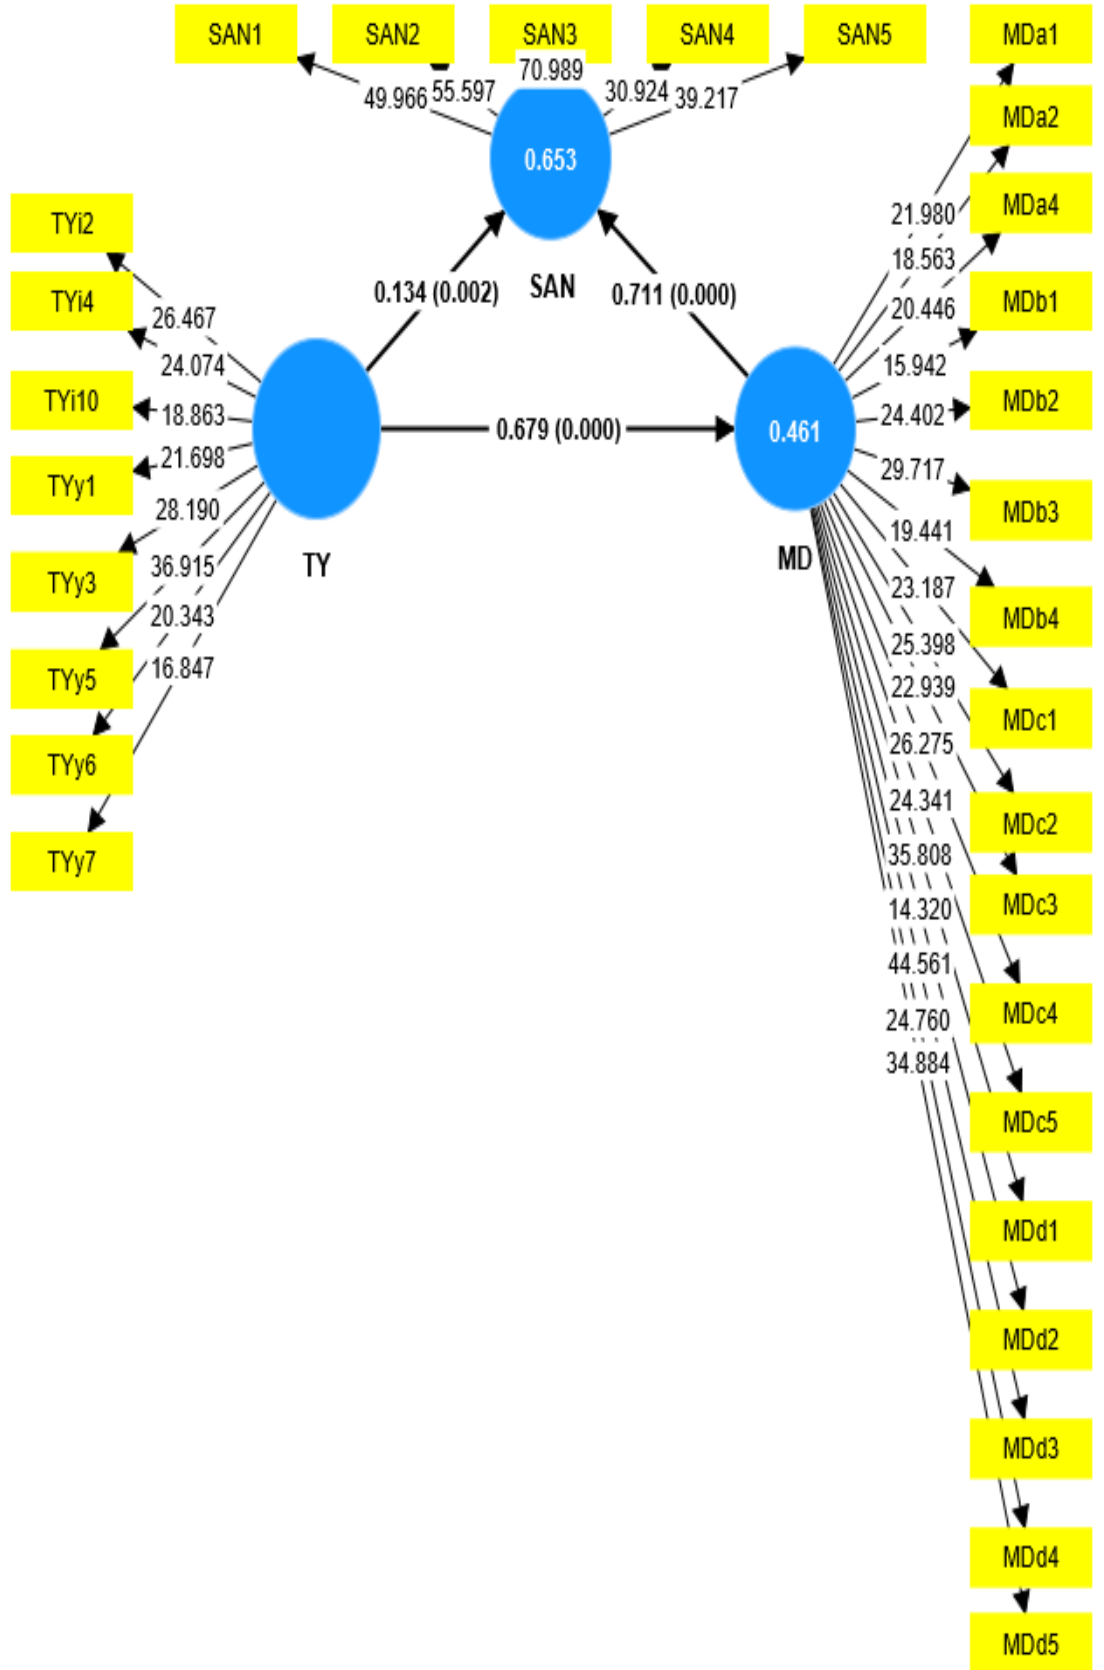 SAN1
SAN2
SAN3
SAN4
SAN5
70.989
49.966
55.597
30.924
39.217
0.653
SAN
TYi2
TYi4
TYi10
TYy1
TYy3
TYy5
TYy6
TYy7
26.467
24.074
18.863
21.698
28.190
36.915
20.343
16.847
TY
0.134 (0.002)
0.711 (0.000)
0.679 (0.000)
0.461
MD
21.980
18.563
20.446
15.942
24.402
29.717
19.441
23.187
25.398
22.939
26.275
24.341
35.808
14.320
44.561
24.760
34.884
MDa1
MDa2
MDa4
MDb1
MDb2
MDb3
MDb4
MDc1
MDc2
MDc3
MDc4
MDc5
MDd1
MDd2
MDd3
MDd4
MDd5